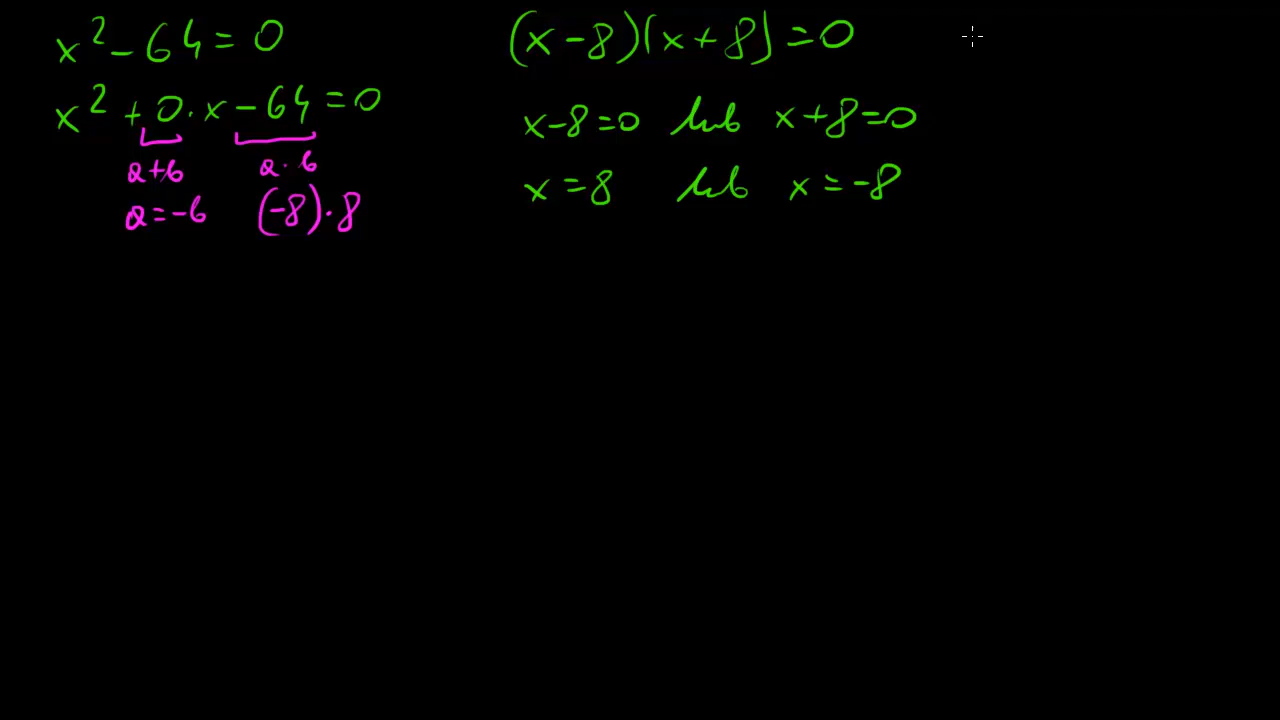 x² - 64 = 0
x² + 0 · x - 64 = 0
a+b a · b
a = -b (-8) · 8
(x - 8)(x + 8) = 0
x - 8 = 0 lub x + 8 = 0
x = 8 lub x = -8